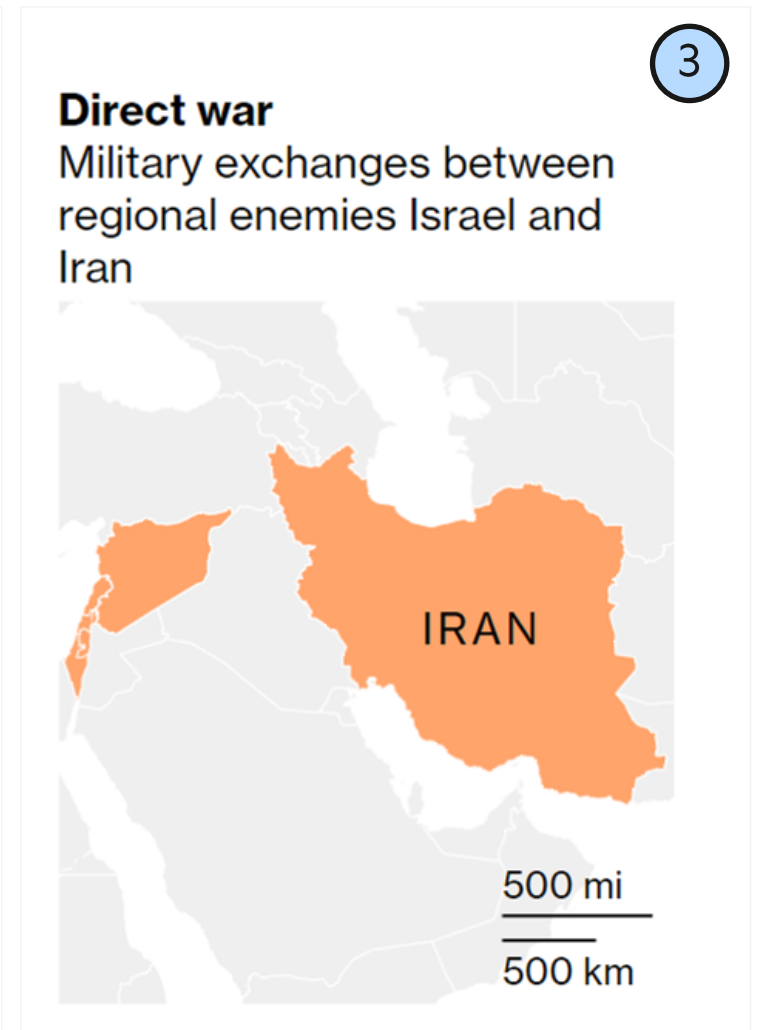 3
Direct war
Military exchanges between
regional enemies Israel and
Iran
IRAN
500 mi
500 km